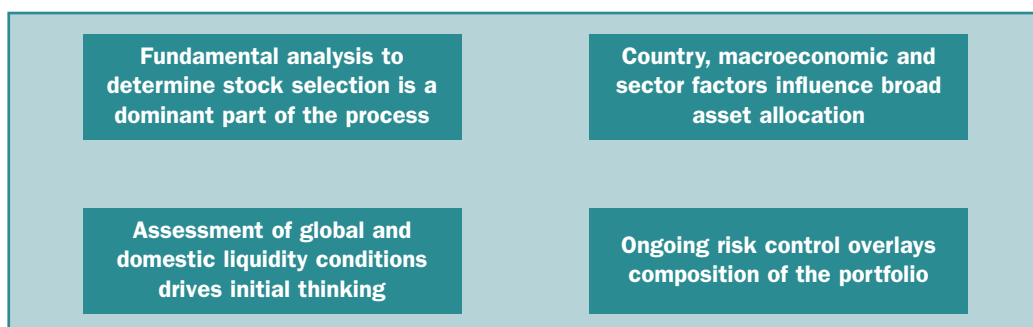 Fundamental analysis to
determine stock selection is a
dominant part of the process
Country, macroeconomic and
sector factors influence broad
asset allocation
Assessment of global and
domestic liquidity conditions
drives initial thinking
Ongoing risk control overlays
composition of the portfolio